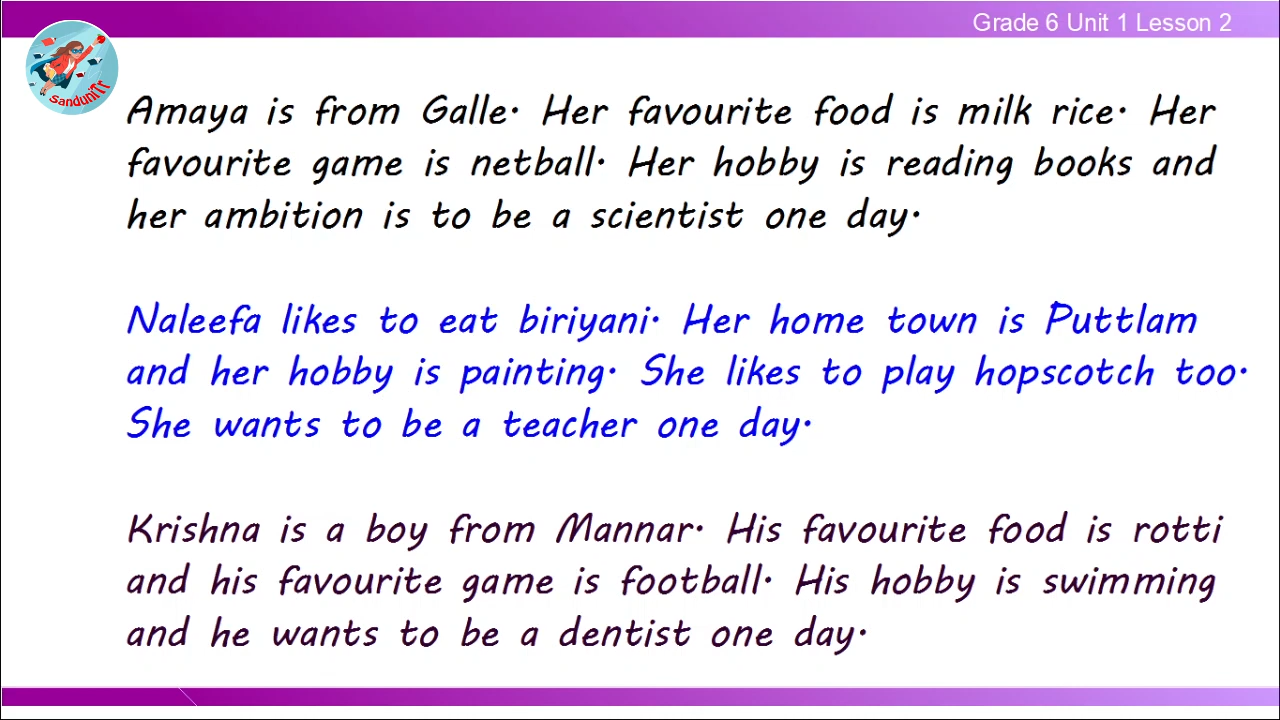 Grade 6 Unit 1 Lesson 2
SanduniTr
Amaya is from Galle. Her favourite food is milk rice. Her
favourite game is netball. Her hobby is reading books and
her ambition is to be a scientist one day.
Naleefa likes to eat biriyani. Her home town is Puttlam
and her hobby is painting. She likes to play hopscotch too.
She wants to be a teacher one day.
Krishna is a boy from Mannar. His favourite food is rotti
and his favourite game is football. His hobby is swimming
and he wants to be a dentist one day.